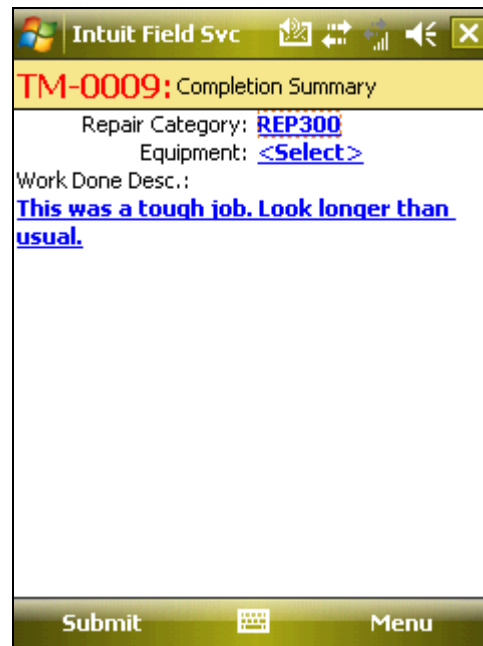 Intuit Field Svc
TM-0009: Completion Summary
Repair Category: REP300
Equipment: <Select>
Work Done Desc.:
This was a tough job. Look longer than
usual.
Submit Menu